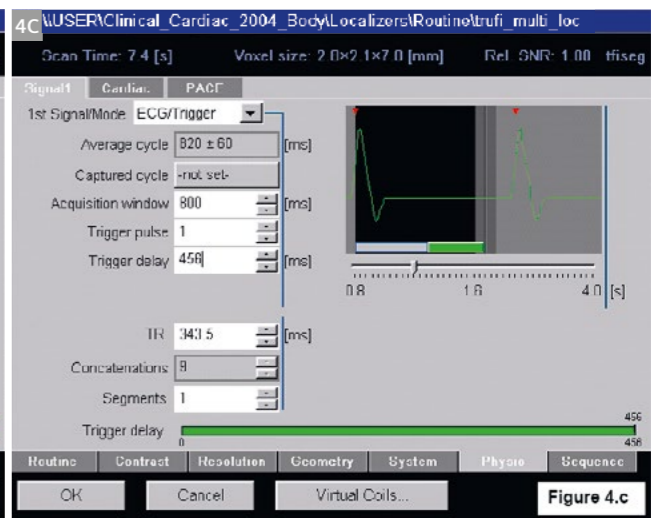 4C \\USER\Clinical_Cardiac_2004_Body\Localizers\Routine\trufi_multi_loc
Scan Time: 7.4 [s] Voxel size: 2.0×2.1×7.0 [mm] Rel. SNR: 1.00 tfiseg
Signal1 Cardiac PACE
1st Signal/Mode ECG/Trigger
Average cycle 820 ± 60 [ms]
Captured cycle -not set-
Acquisition window 800 [ms]
Trigger pulse 1
Trigger delay 456 [ms]
0.8 1.6 4.0 [s]
TR 343.5 [ms]
Concatenations 9
Segments 1
Trigger delay
456
0 456
Routine Contrast Resolution Geometry System Physio Sequence
OK Cancel Virtual Coils... Figure 4.c